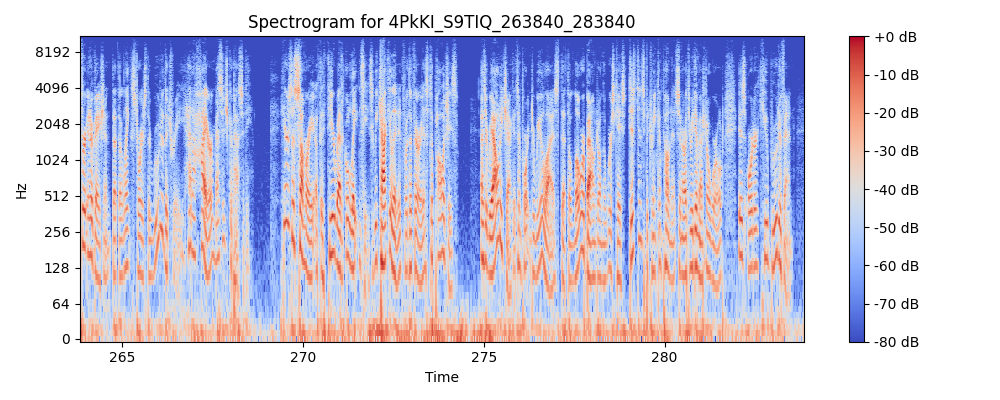 Spectrogram for 4PkKI_S9TIQ_263840_283840
8192
4096
2048
1024
512
256
128
64
0
Hz
265
270
275
280
Time
+0 dB
-10 dB
-20 dB
-30 dB
-40 dB
-50 dB
-60 dB
-70 dB
-80 dB